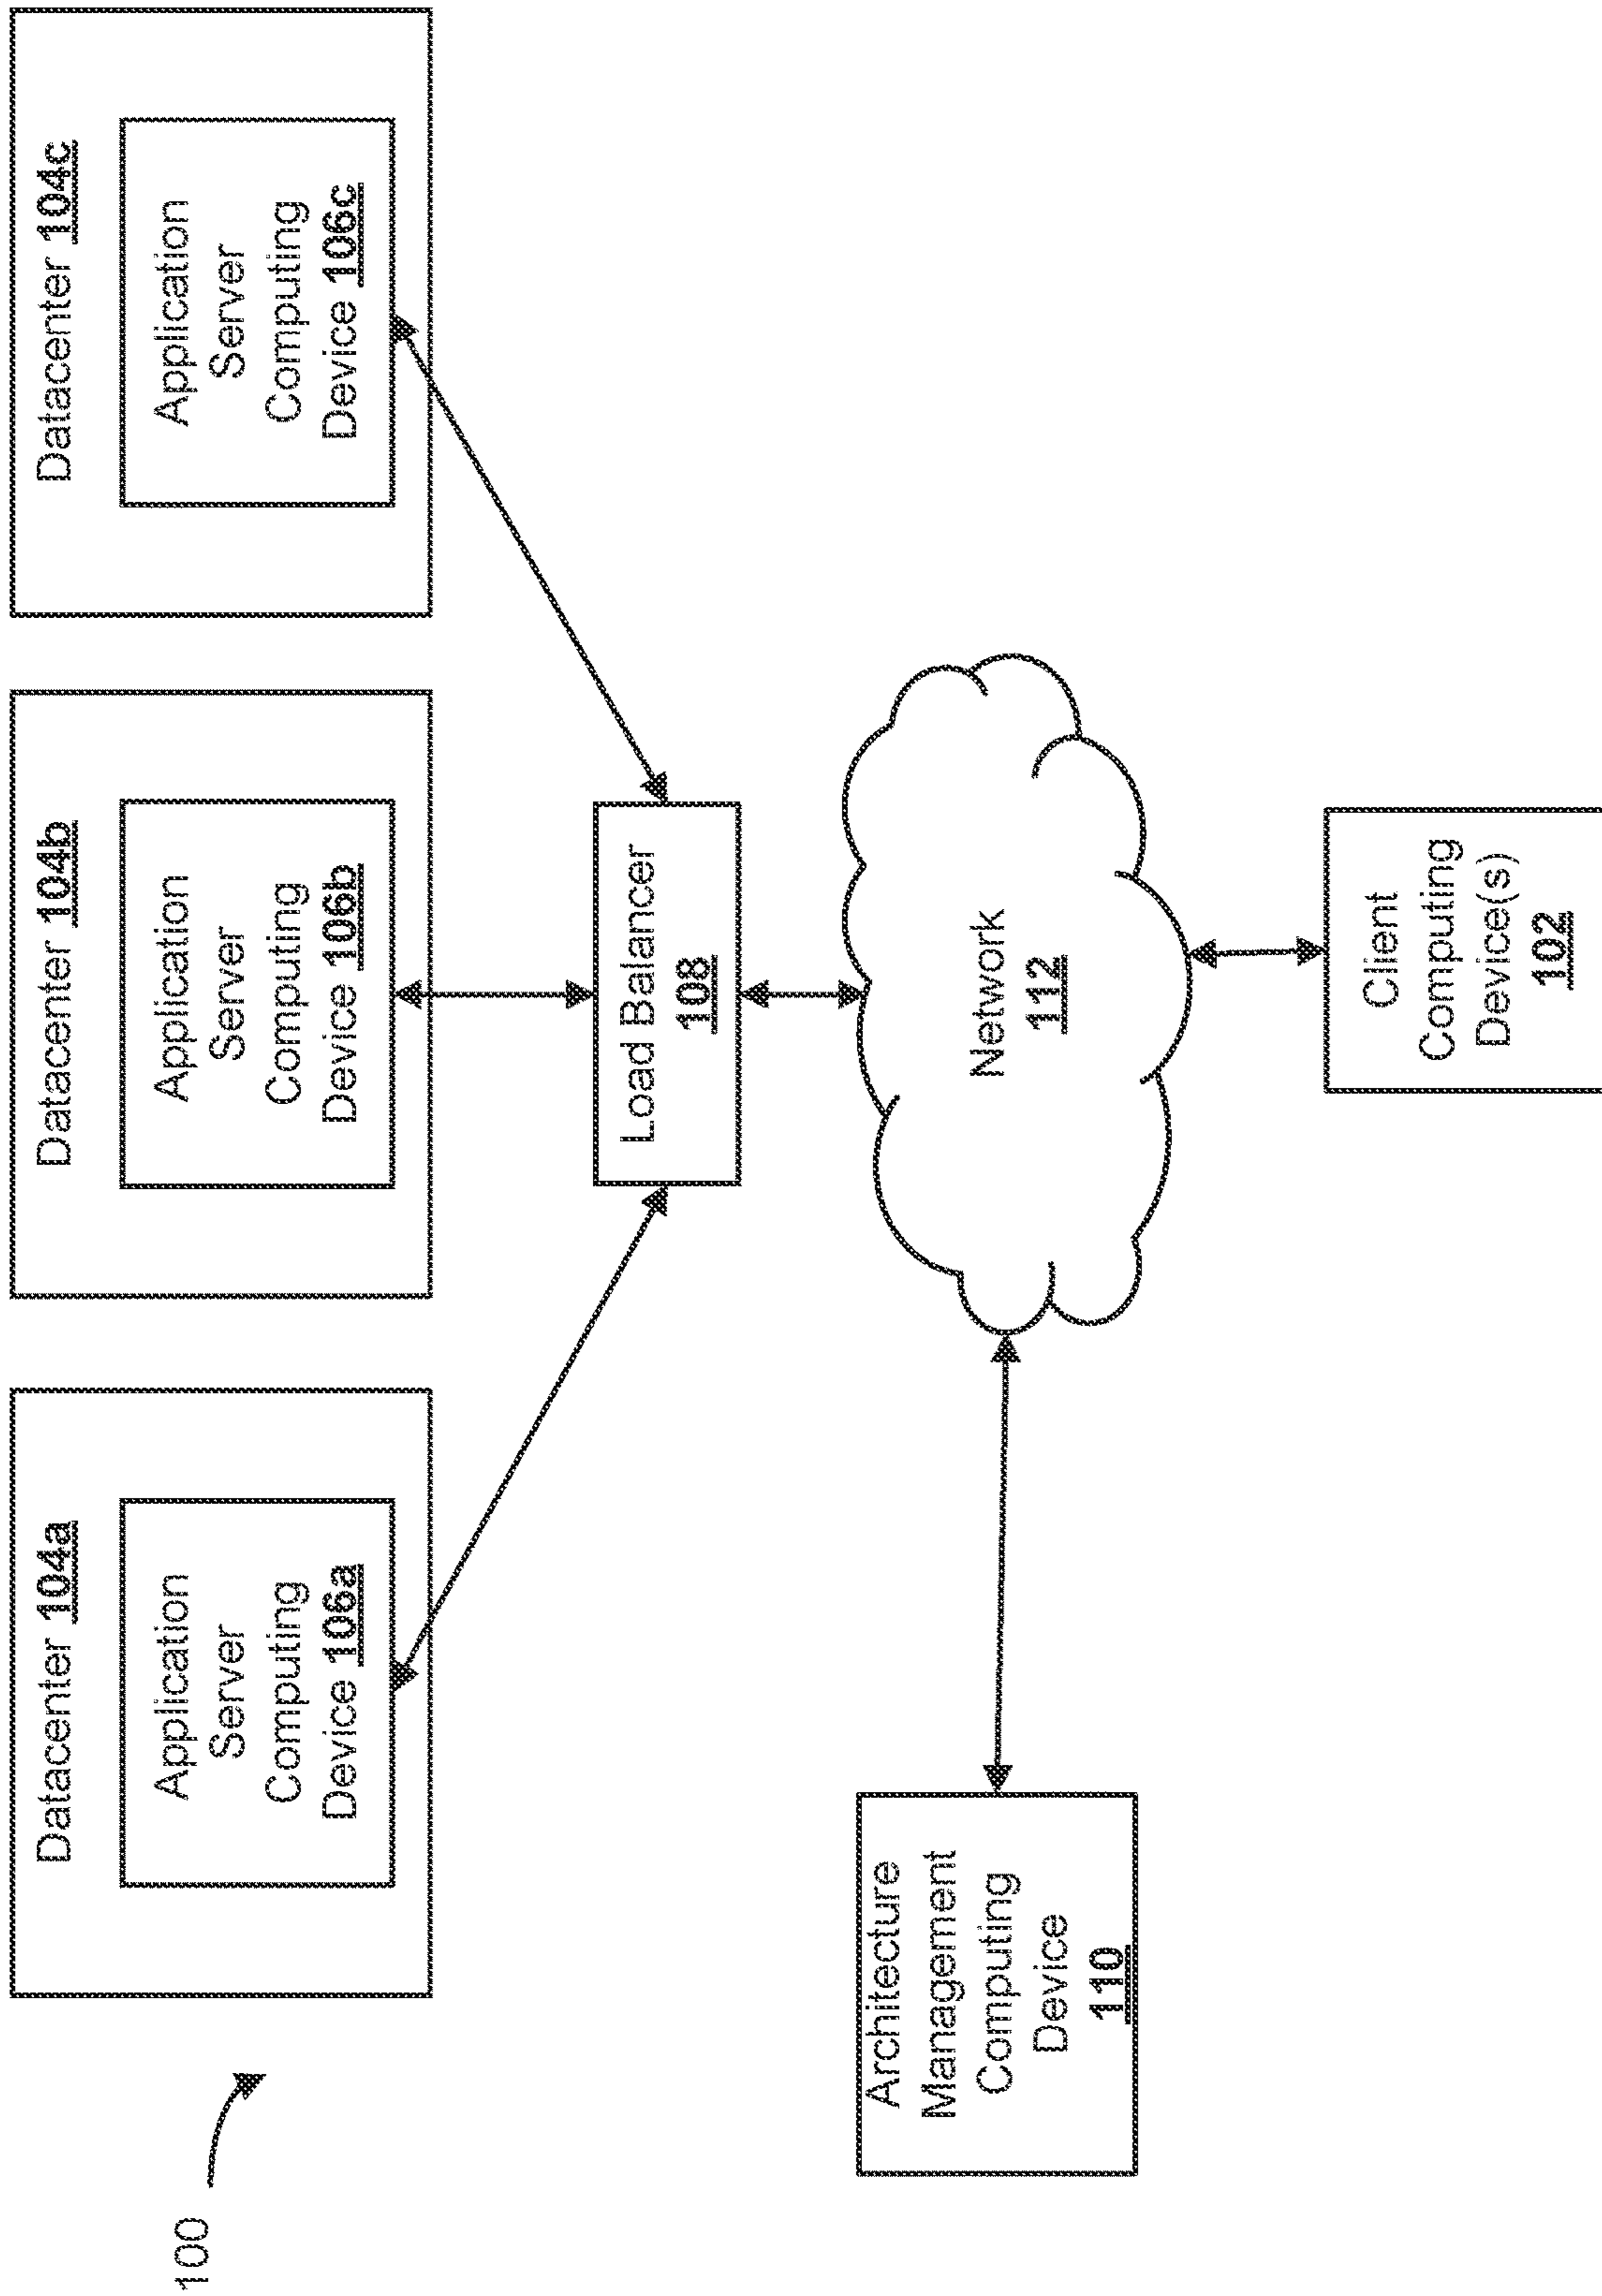 100
Datacenter 104a
Application
Server
Computing
Device 106a
Datacenter 104b
Application
Server
Computing
Device 106b
Datacenter 104c
Application
Server
Computing
Device 106c
Load Balancer
108
Architecture
Management
Computing
Device
110
Network
112
Client
Computing
Device(s)
102